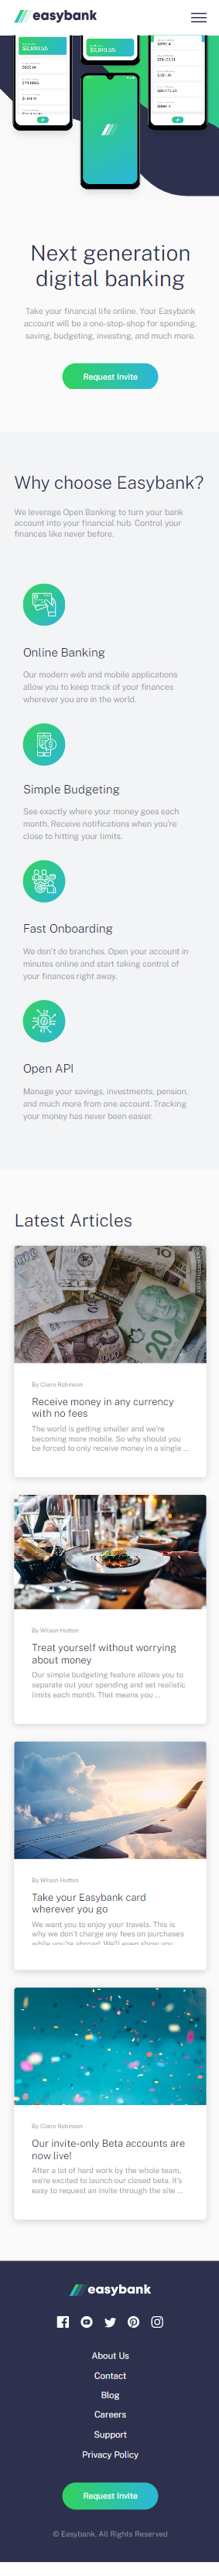 easybank
Next generation
digital banking
Take your financial life online. Your Easybank
account will be a one-stop-shop for spending,
saving, budgeting, investing, and much more.
Request Invite
Why choose Easybank?
We leverage Open Banking to turn your bank
account into your financial hub. Control your
finances like never before.
Online Banking
Our modern web and mobile applications
allow you to keep track of your finances
wherever you are in the world.
Simple Budgeting
See exactly where your money goes each
month. Receive notifications when you're
close to hitting your limits.
Fast Onboarding
We don't do branches. Open your account in
minutes online and start taking control of
your finances right away.
Open API
Manage your savings, investments, pension,
and much more from one account. Tracking
your money has never been easier.
Latest Articles
20
By Claire Robinson
Receive money in any currency
with no fees
The world is getting smaller and we're
becoming more mobile. So why should you
be forced to only receive money in a single ...
By Wilson Hutton
Treat yourself without worrying
about money
Our simple budgeting feature allows you to
separate out your spending and set realistic
limits each month. That means you ...
By Wilson Hutton
Take your Easybank card
wherever you go
We want you to enjoy your travels. This is
why we don't charge any fees on purchases
while you're abroad. We'll even show you
By Claire Robinson
Our invite-only Beta accounts are
now live!
After a lot of hard work by the whole team,
we're excited to launch our closed beta. It's
easy to request an invite through the site ...
easybank
About Us
Contact
Blog
Careers
Support
Privacy Policy
Request Invite
© Easybank. All Rights Reserved